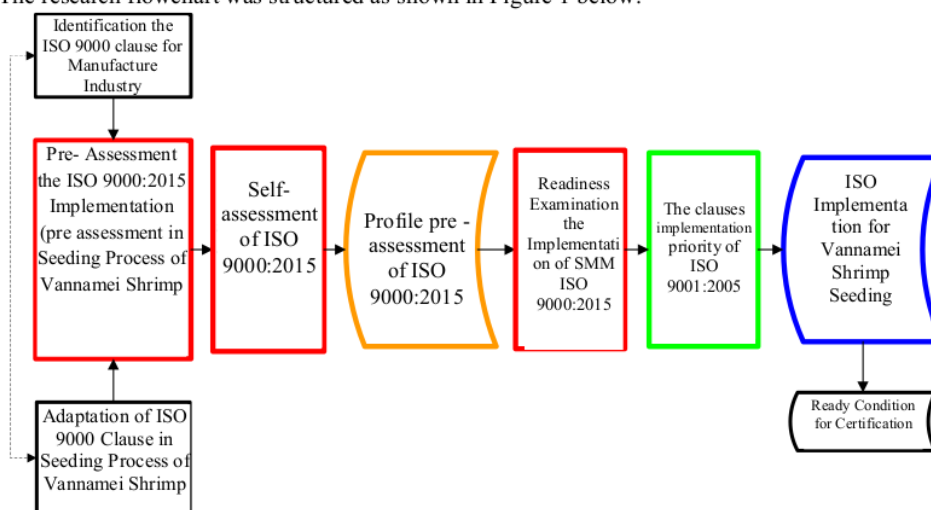 The research flowchart was structured as shown in Figure 1 below:
Identification the
ISO 9000 clause for
Manufacture
Industry
Pre- Assessment
the ISO 9000:2015
Implementation
(pre assessment in
Seeding Process of
Vannamei Shrimp
Self-
assessment
of ISO
9000:2015
Profile pre -
assessment
of ISO
9000:2015
Readiness
Examination
the
Implementati
on of SMM
ISO
9000:2015
The clauses
implementation
priority of
ISO
9001:2005
ISO
Implementa
tion for
Vannamei
Shrimp
Seeding
Ready Condition
for Certification
Adaptation of ISO
9000 Clause in
Seeding Process of
Vannamei Shrimp